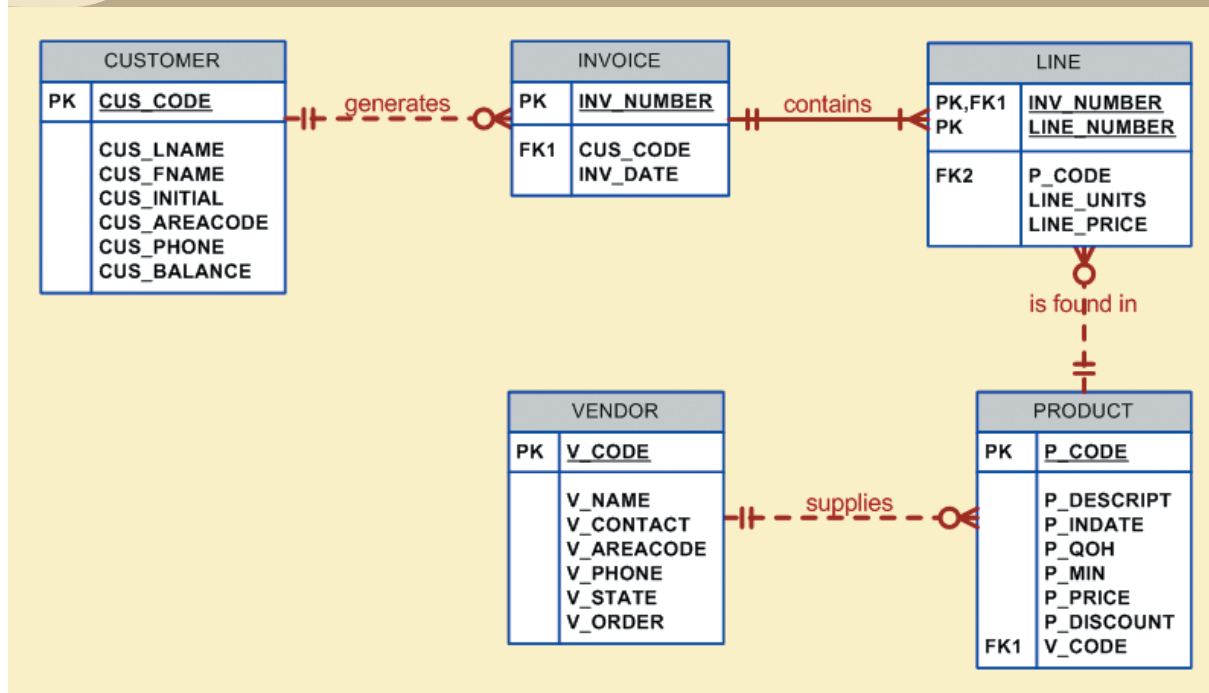 CUSTOMER
PK CUS_CODE
CUS_LNAME
CUS_FNAME
CUS_INITIAL
CUS_AREACODE
CUS_PHONE
CUS_BALANCE
generates
INVOICE
PK INV_NUMBER
FK1 CUS_CODE
INV_DATE
contains
LINE
PK,FK1 INV_NUMBER
PK LINE_NUMBER
FK2 P_CODE
LINE_UNITS
LINE_PRICE
is found in
VENDOR
PK V_CODE
V_NAME
V_CONTACT
V_AREACODE
V_PHONE
V_STATE
V_ORDER
supplies
PRODUCT
PK P_CODE
P_DESCRIPT
P_INDATE
P_QOH
P_MIN
P_PRICE
P_DISCOUNT
FK1 V_CODE